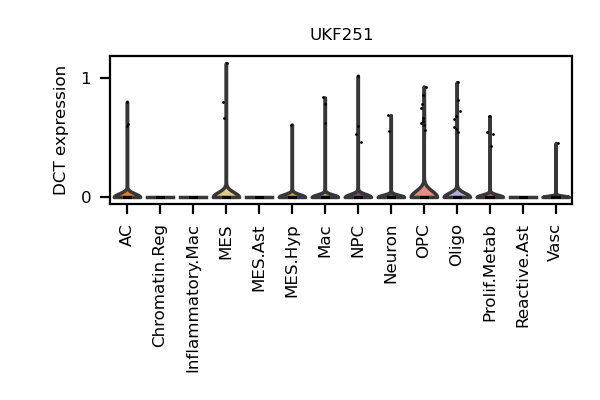 UKF251
DCT expression
1
0
AC
Chromatin.Reg
Inflammatory.Mac
MES
MES.Ast
MES.Hyp
Mac
NPC
Neuron
OPC
Oligo
Prolif.Metab
Reactive.Ast
Vasc